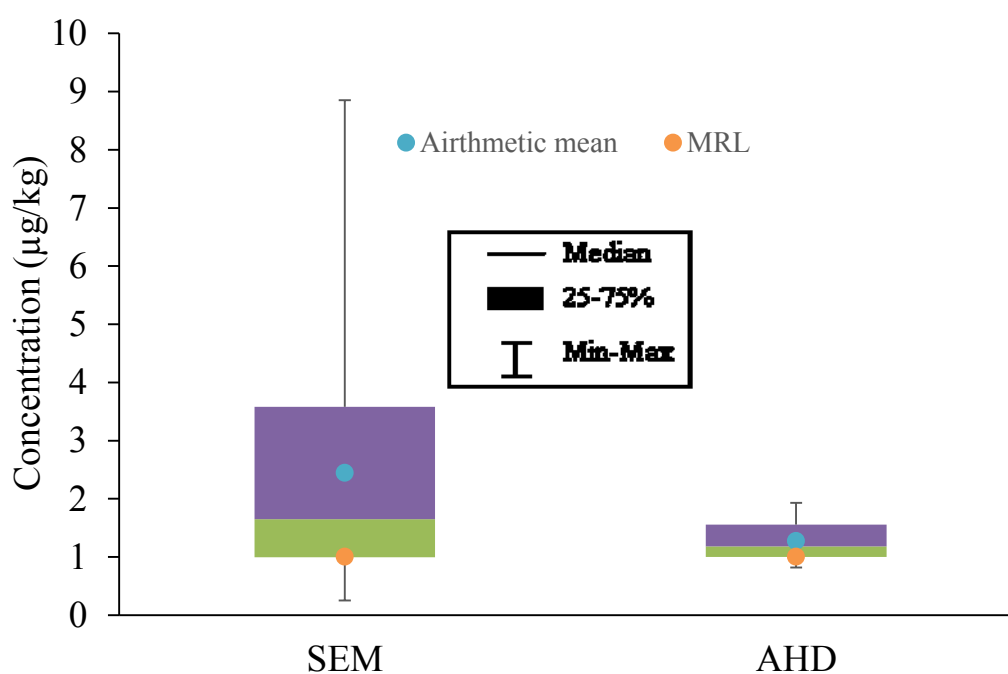 Concentration (µg/kg)
10
9
8
7
6
5
4
3
2
1
0
Airthmetic mean
MRL
Median
25-75%
Min-Max
SEM
AHD